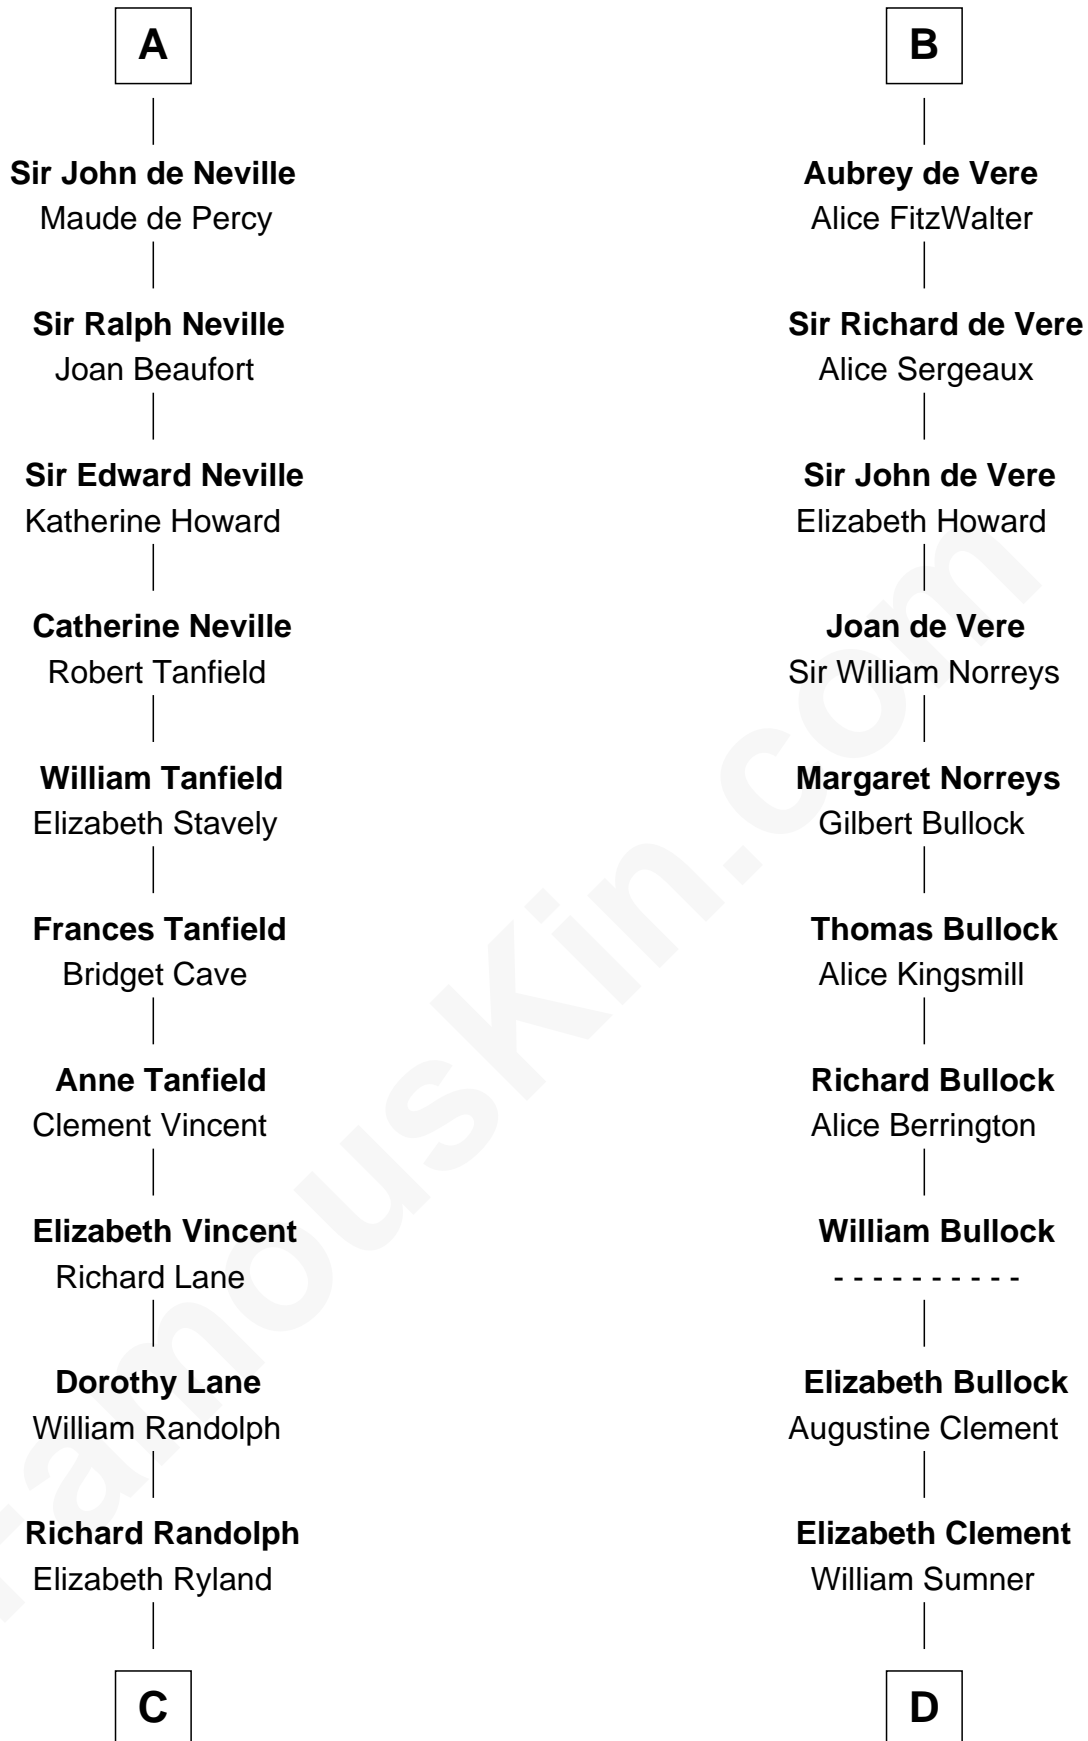 A
Sir John de Neville
Maude de Percy
Sir Ralph Neville
Joan Beaufort
Sir Edward Neville
Katherine Howard
Catherine Neville
Robert Tanfield
William Tanfield
Elizabeth Stavely
Frances Tanfield
Bridget Cave
Anne Tanfield
Clement Vincent
Elizabeth Vincent
Richard Lane
Dorothy Lane
William Randolph
Richard Randolph
Elizabeth Ryland
C
B
Aubrey de Vere
Alice FitzWalter
Sir Richard de Vere
Alice Sergeaux
Sir John de Vere
Elizabeth Howard
Joan de Vere
Sir William Norreys
Margaret Norreys
Gilbert Bullock
Thomas Bullock
Alice Kingsmill
Richard Bullock
Alice Berrington
William Bullock
- - - - - - - - - -
Elizabeth Bullock
Augustine Clement
Elizabeth Clement
William Sumner
D
FamousKin.com